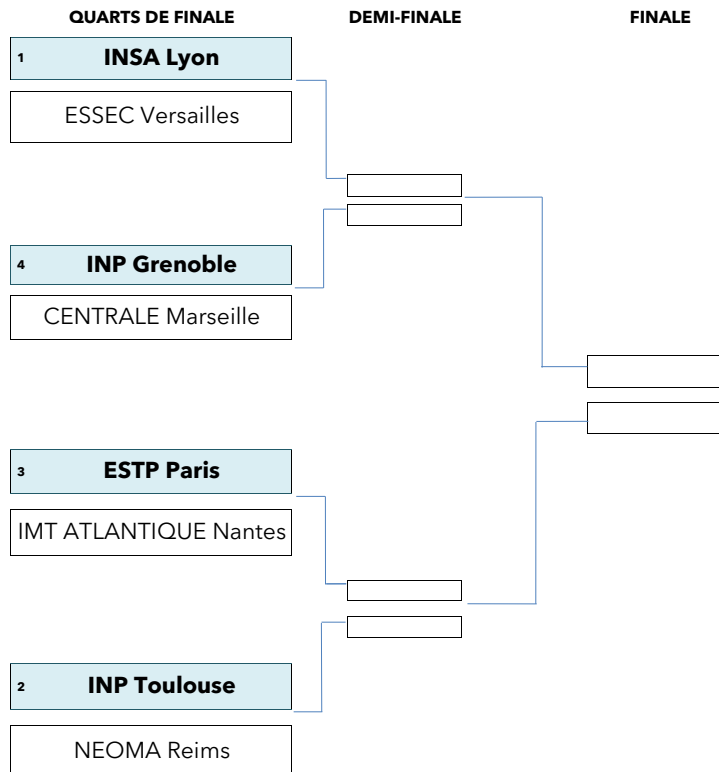 QUARTS DE FINALE DEMI-FINALE FINALE
1 INSA Lyon
ESSEC Versailles
4 INP Grenoble
CENTRALE Marseille
3 ESTP Paris
IMT ATLANTIQUE Nantes
2 INP Toulouse
NEOMA Reims